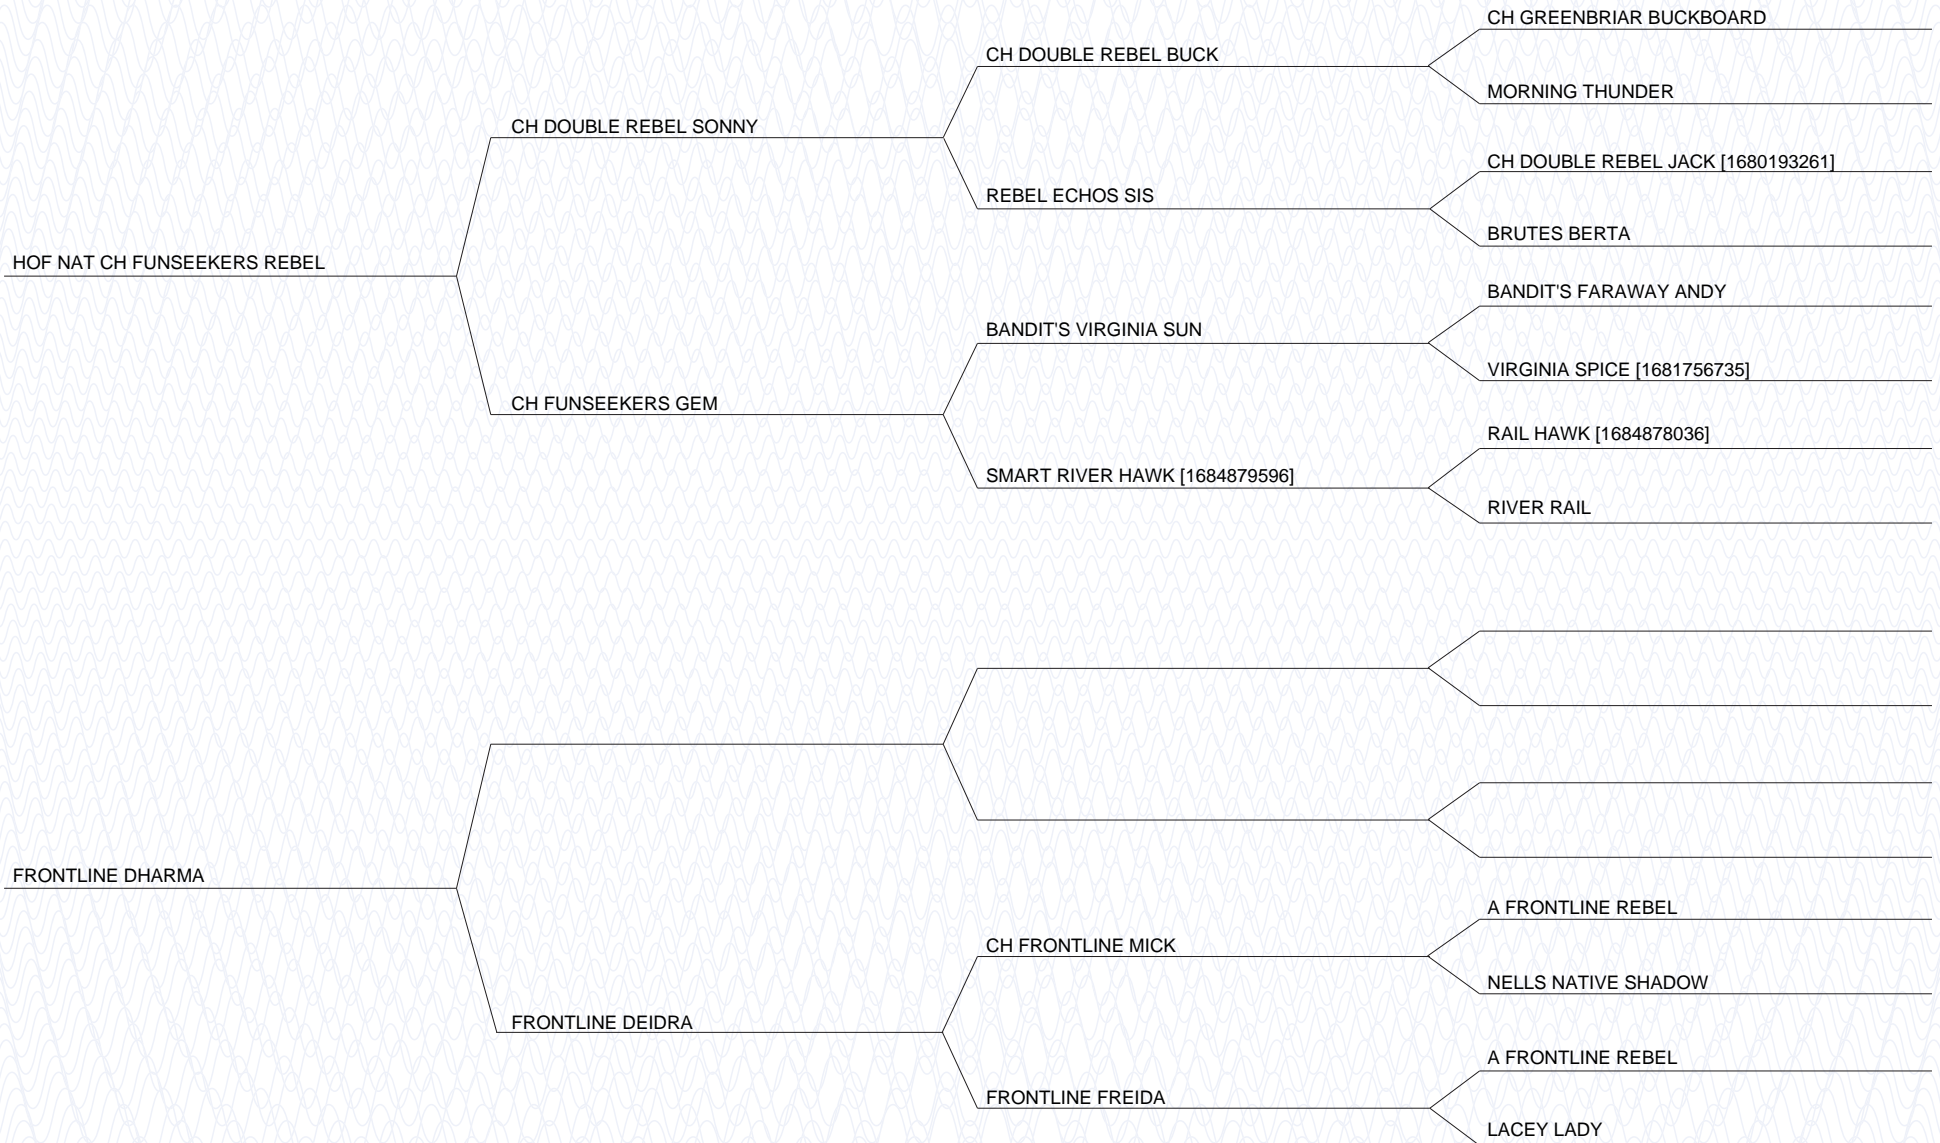 CH GREENBRIAR BUCKBOARD
CH DOUBLE REBEL BUCK
MORNING THUNDER
CH DOUBLE REBEL SONNY
CH DOUBLE REBEL JACK [1680193261]
REBEL ECHOS SIS
BRUTES BERTA
HOF NAT CH FUNSEEKERS REBEL
BANDIT'S FARAWAY ANDY
BANDIT'S VIRGINIA SUN
VIRGINIA SPICE [1681756735]
CH FUNSEEKERS GEM
RAIL HAWK [1684878036]
SMART RIVER HAWK [1684879596]
RIVER RAIL
FRONTLINE DHARMA
A FRONTLINE REBEL
CH FRONTLINE MICK
NELLS NATIVE SHADOW
FRONTLINE DEIDRA
A FRONTLINE REBEL
FRONTLINE FREIDA
LACEY LADY